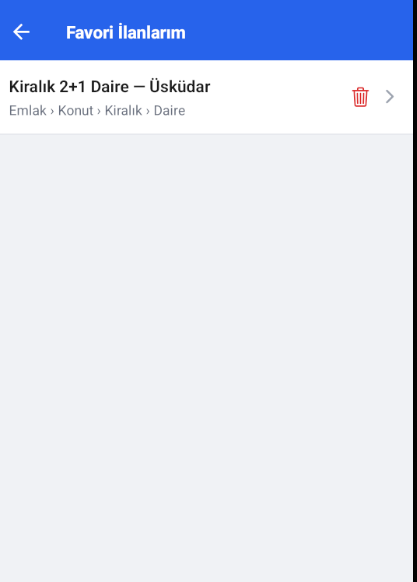 Favori İlanlarım
Kiralık 2+1 Daire — Üsküdar
Emlak › Konut › Kiralık › Daire